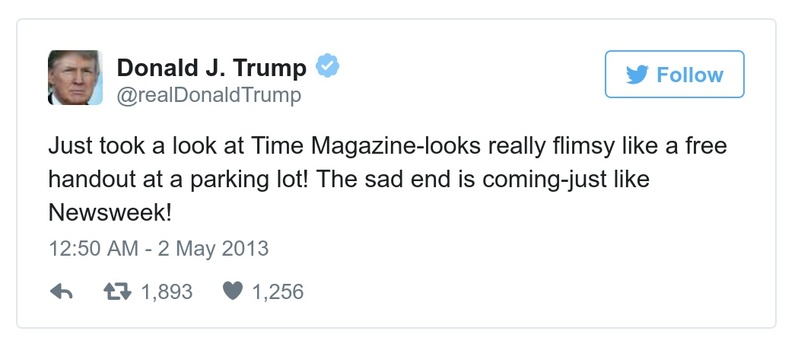 Donald J. Trump
@realDonaldTrump
Follow
Just took a look at Time Magazine-looks really flimsy like a free
handout at a parking lot! The sad end is coming-just like
Newsweek!
12:50 AM - 2 May 2013
1,893 1,256